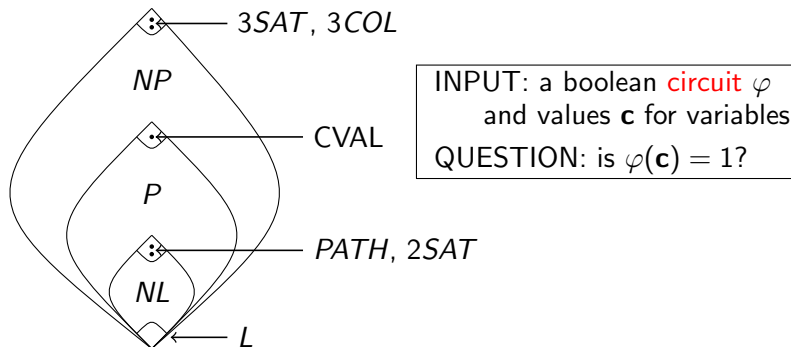 3SAT, 3COL
NP
INPUT: a boolean circuit φ
and values c for variables
QUESTION: is φ(c) = 1?
CVAL
P
PATH, 2SAT
NL
L